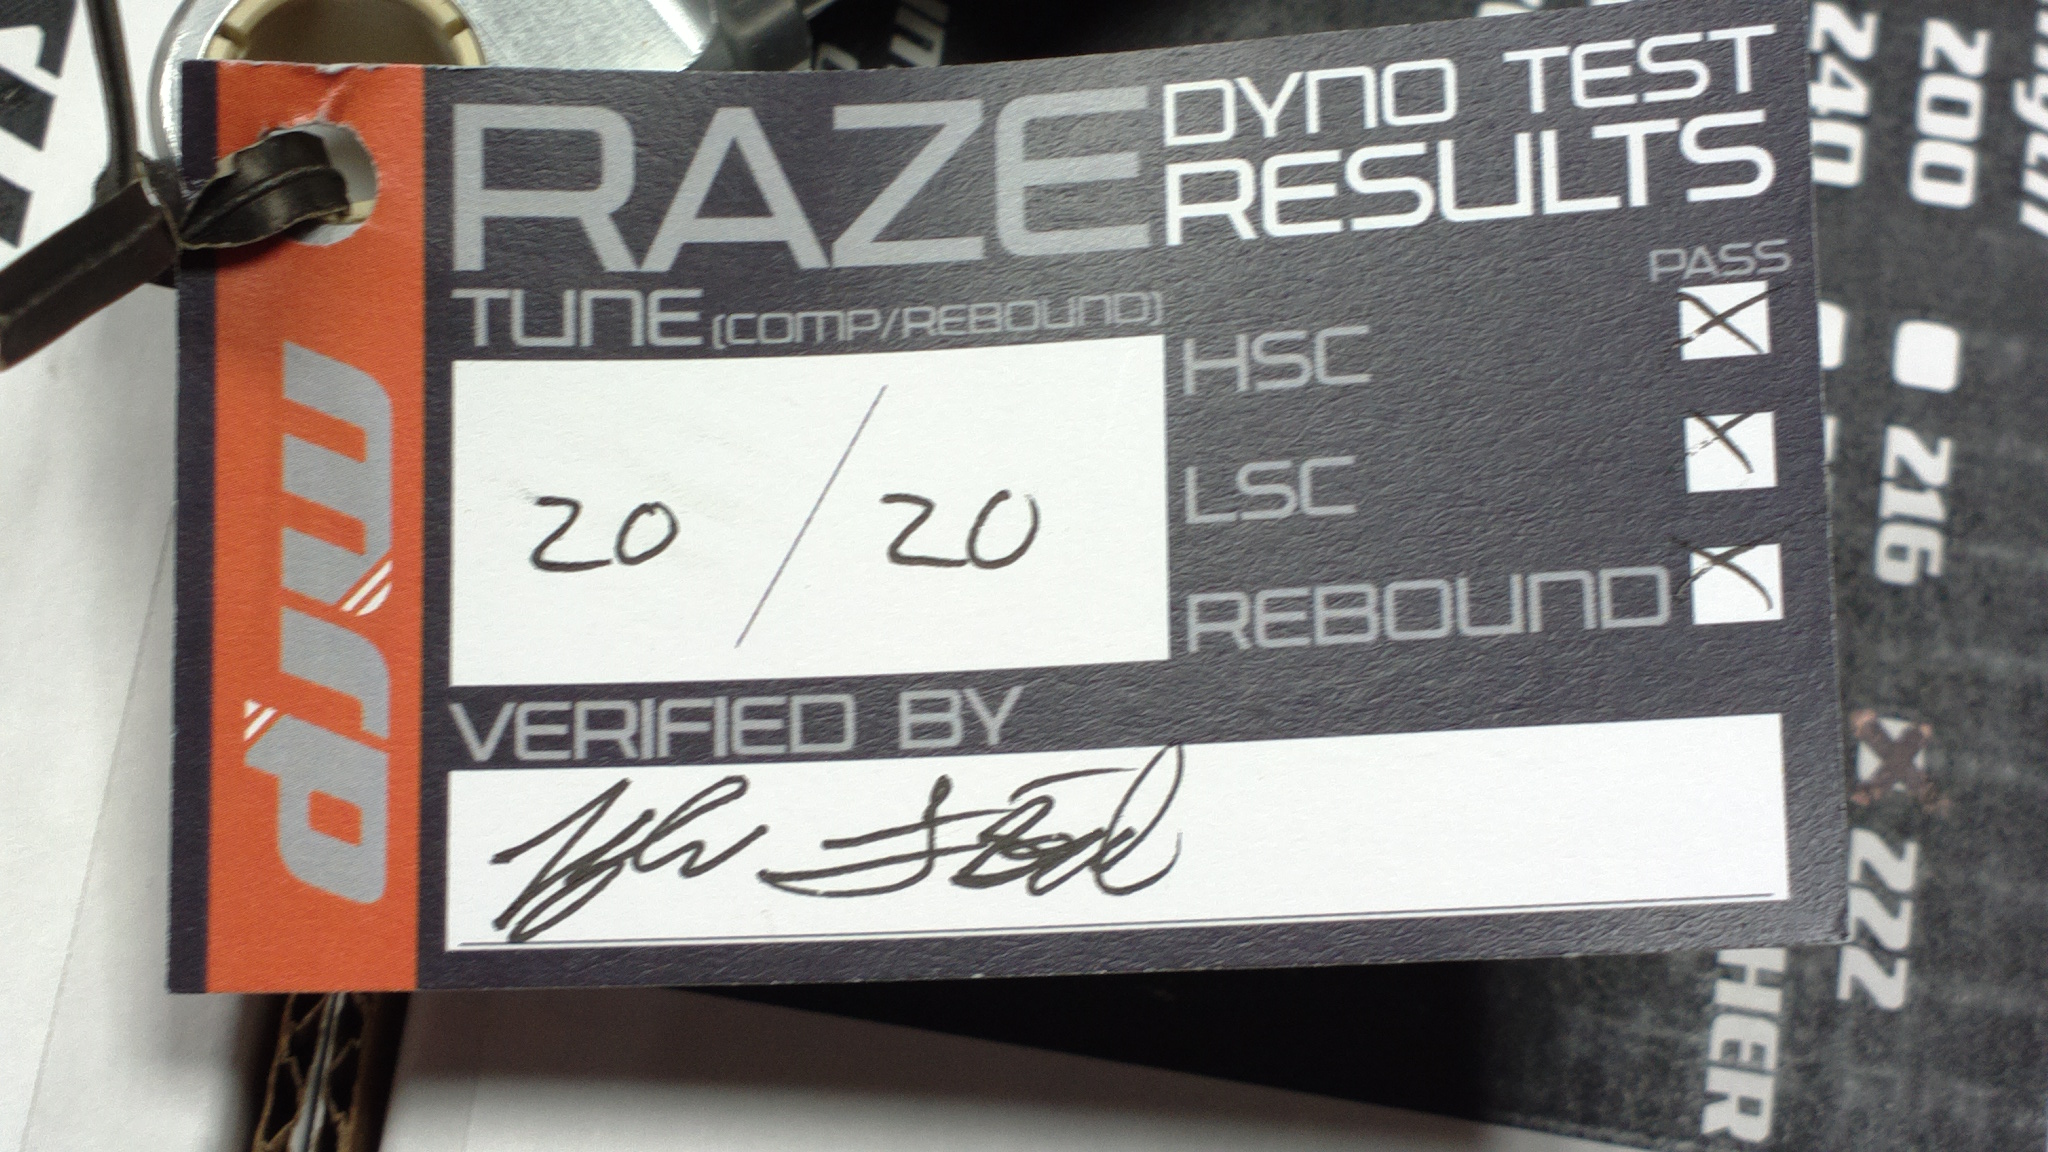 RAZE DYNO TEST
RESULTS
PASS
TUNE (COMP/REBOUND)
HSC
20 / 20
LSC
REBOUND
VERIFIED BY
mrp
240
200
216
222
HER